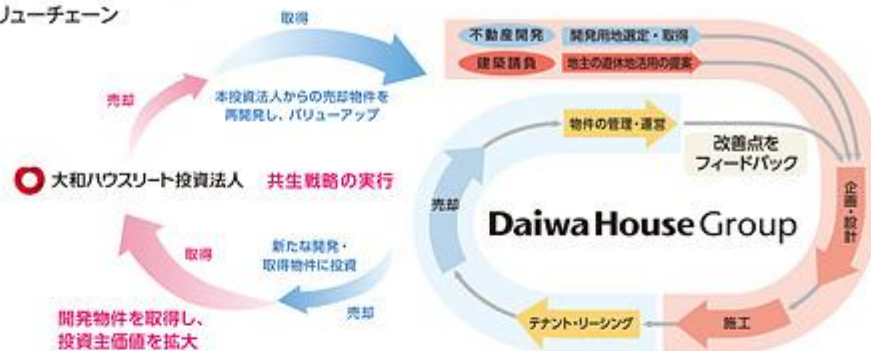 リューチェーン
取得
売却
本投資法人からの売却物件を
再開発し、バリューアップ
大和ハウスリート投資法人
共生戦略の実行
取得
新たな開発・
取得物件に投資
売却
開発物件を取得し、
投資主価値を拡大
不動産開発
開発用地選定・取得
建築請負
地主の遊休地活用の提案
物件の管理・運営
改善点を
フィードバック
売却
Daiwa House Group
企画・設計
テナント・リーシング
施工